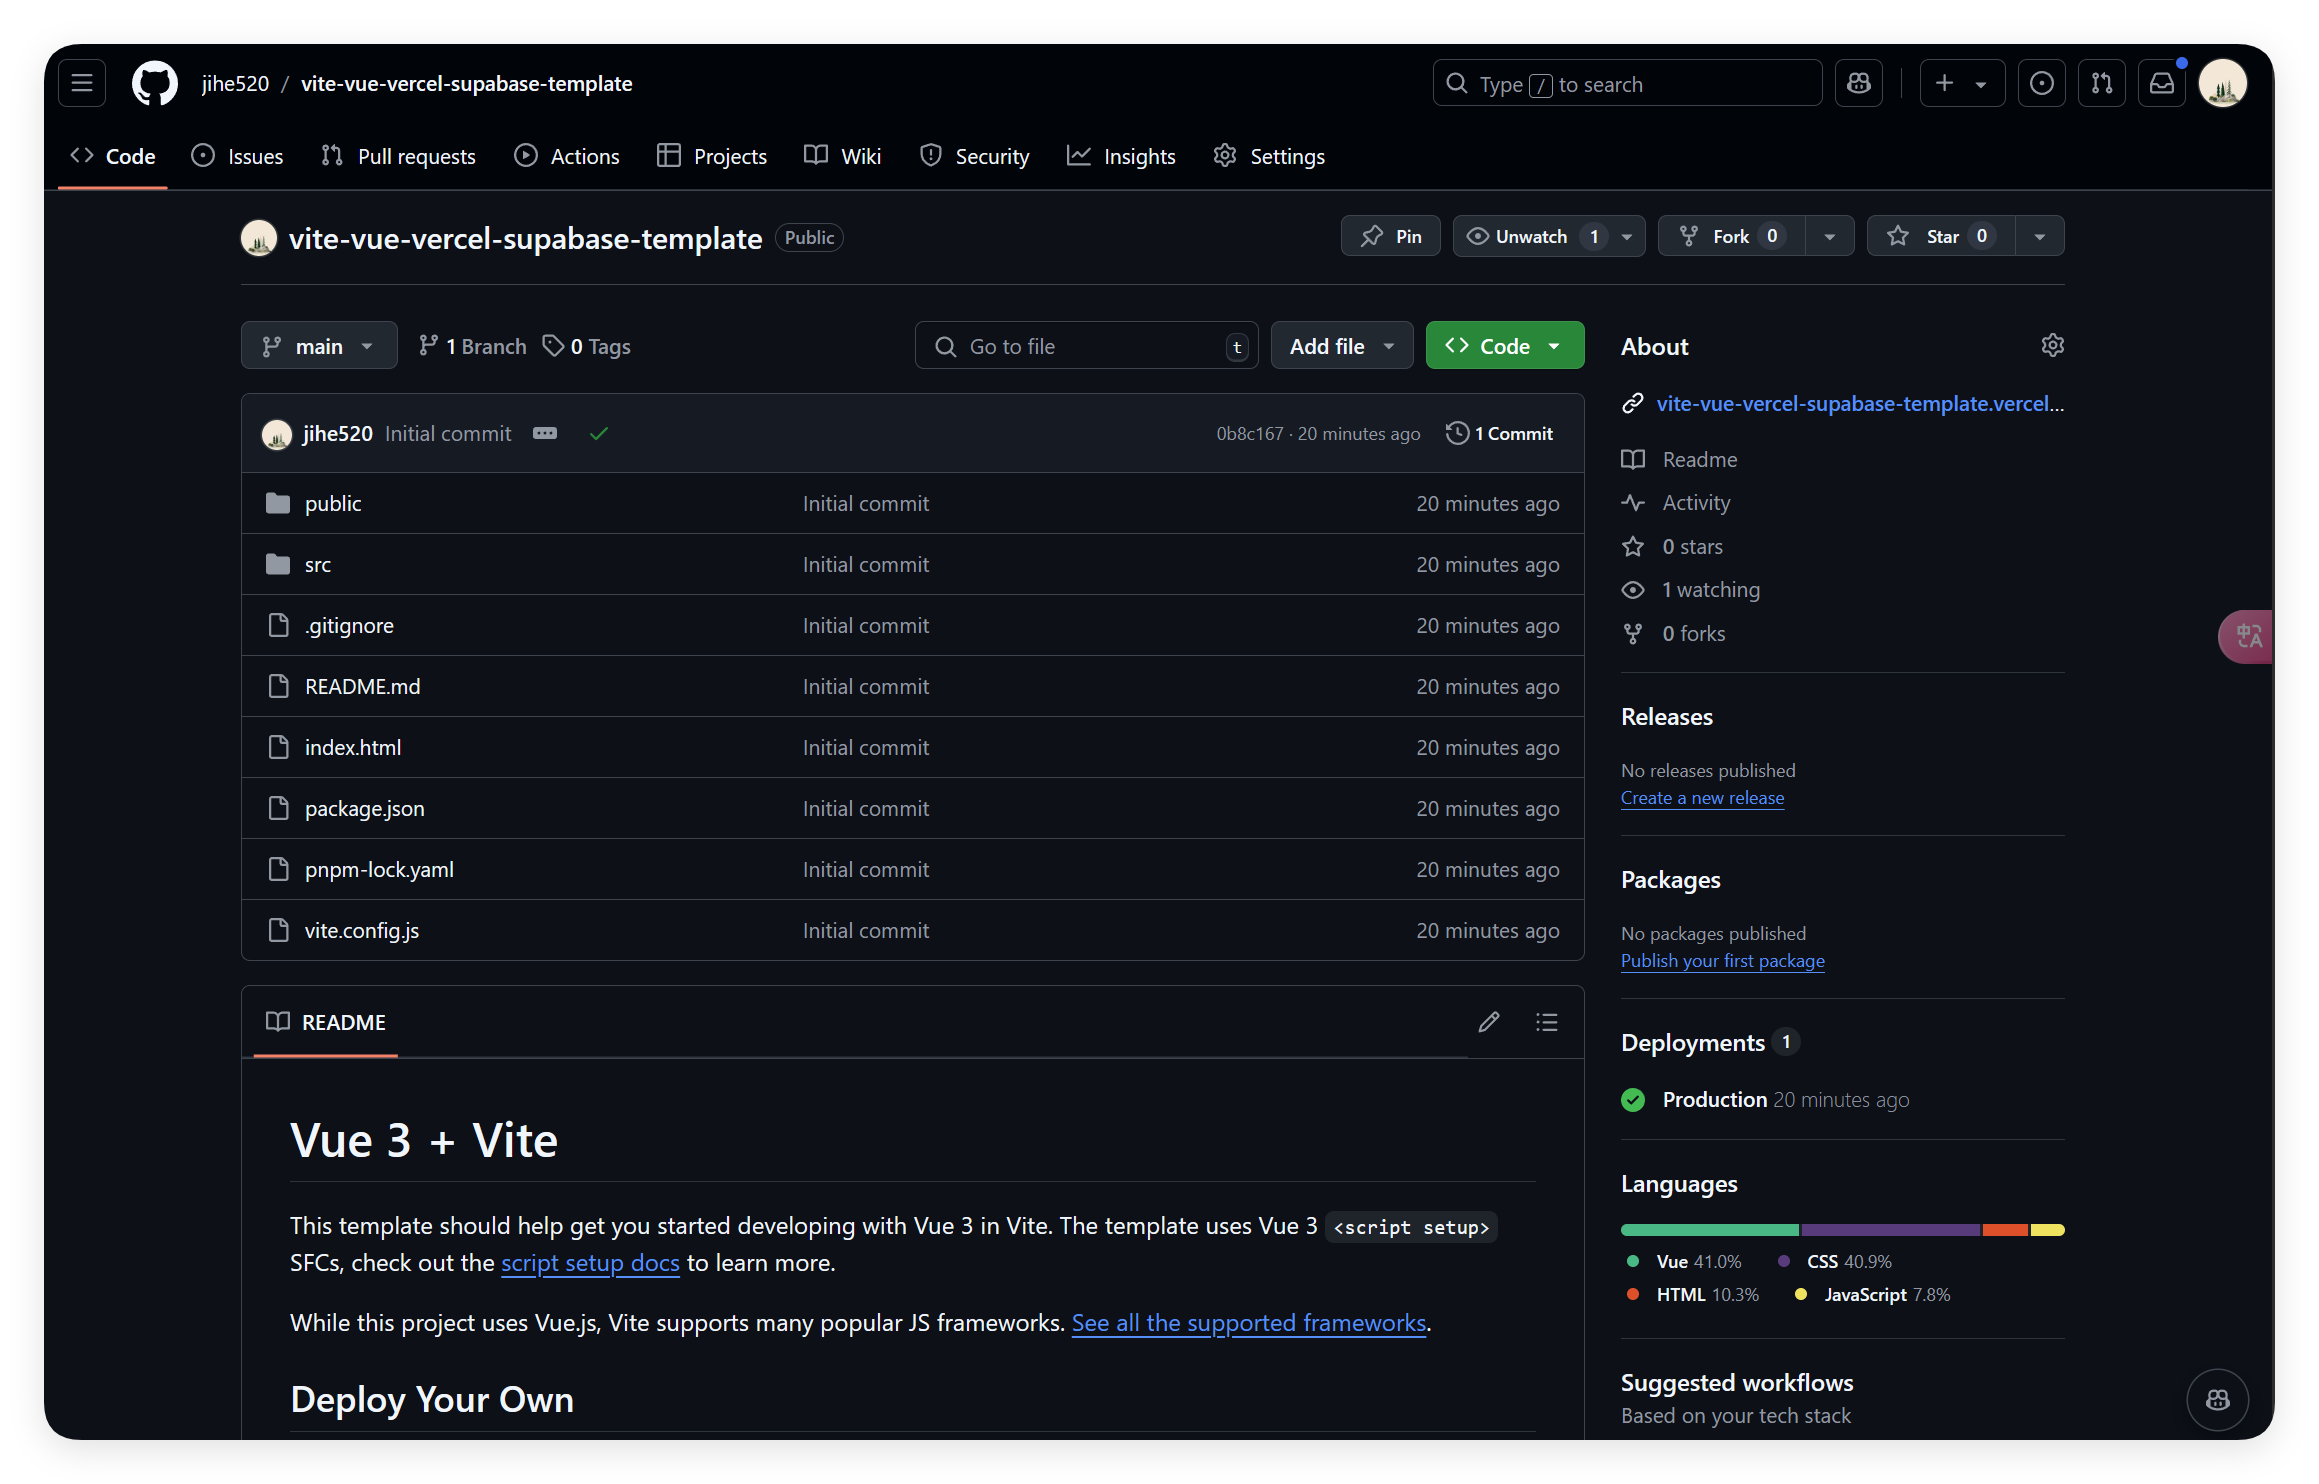 jihe520 / vite-vue-vercel-supabase-template
Type / to search
Code Issues Pull requests Actions Projects Wiki Security Insights Settings
vite-vue-vercel-supabase-template Public
Pin Unwatch 1 Fork 0 Star 0
main 1 Branch 0 Tags
Go to file t Add file Code
jihe520 Initial commit 0b8c167 · 20 minutes ago 1 Commit
public Initial commit 20 minutes ago
src Initial commit 20 minutes ago
.gitignore Initial commit 20 minutes ago
README.md Initial commit 20 minutes ago
index.html Initial commit 20 minutes ago
package.json Initial commit 20 minutes ago
pnpm-lock.yaml Initial commit 20 minutes ago
vite.config.js Initial commit 20 minutes ago
README
Vue 3 + Vite
This template should help get you started developing with Vue 3 in Vite. The template uses Vue 3 <script setup>
SFCs, check out the script setup docs to learn more.
While this project uses Vue.js, Vite supports many popular JS frameworks. See all the supported frameworks.
Deploy Your Own
About
vite-vue-vercel-supabase-template.vercel...
Readme
Activity
0 stars
1 watching
0 forks
Releases
No releases published
Create a new release
Packages
No packages published
Publish your first package
Deployments 1
Production 20 minutes ago
Languages
Vue 41.0% CSS 40.9%
HTML 10.3% JavaScript 7.8%
Suggested workflows
Based on your tech stack
中A